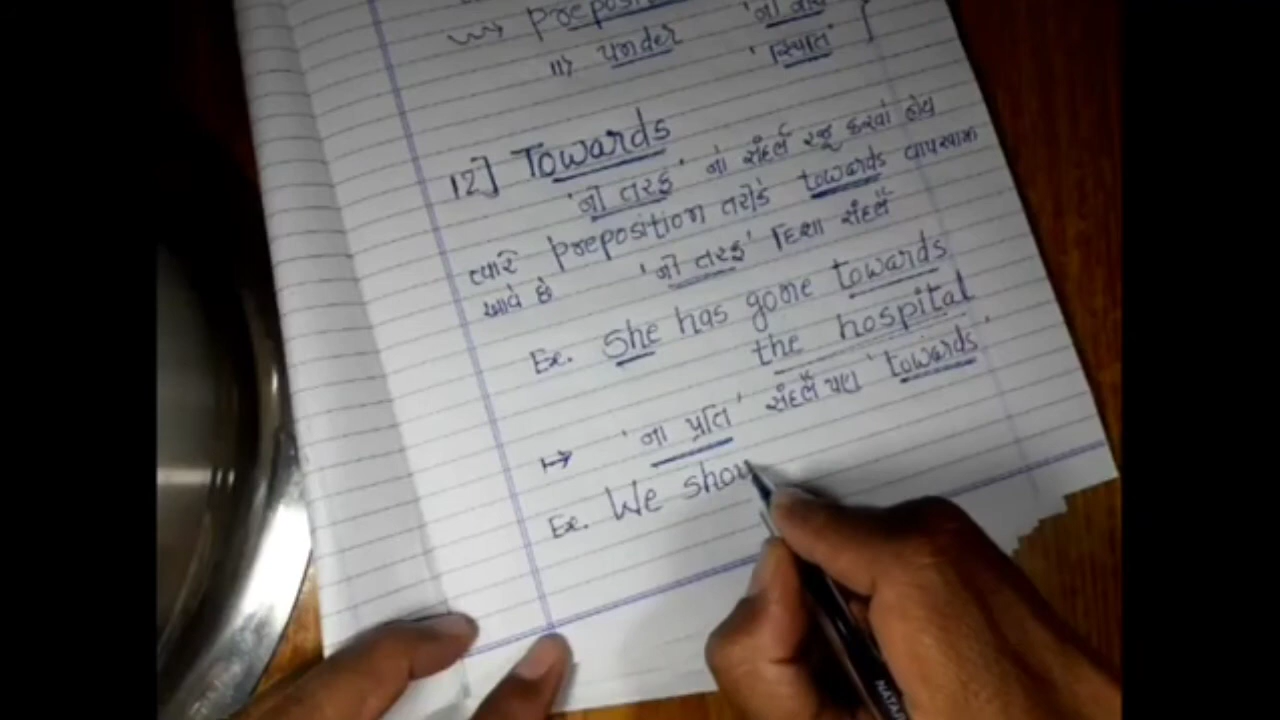 ⇝ preposition
⇒ under 'સ્થિતિ'
12] Towards
'ની તરફ' નો સંદર્ભ રજૂ કરવો હોય
ત્યારે preposition તરીકે towards વાપરવામાં
આવે છે 'ની તરફ' દિશા સંદર્ભે
Ex. She has gone towards
the hospital
↦ 'ના પ્રતિ' સંદર્ભે પણ 'towards'
Ex. We shou